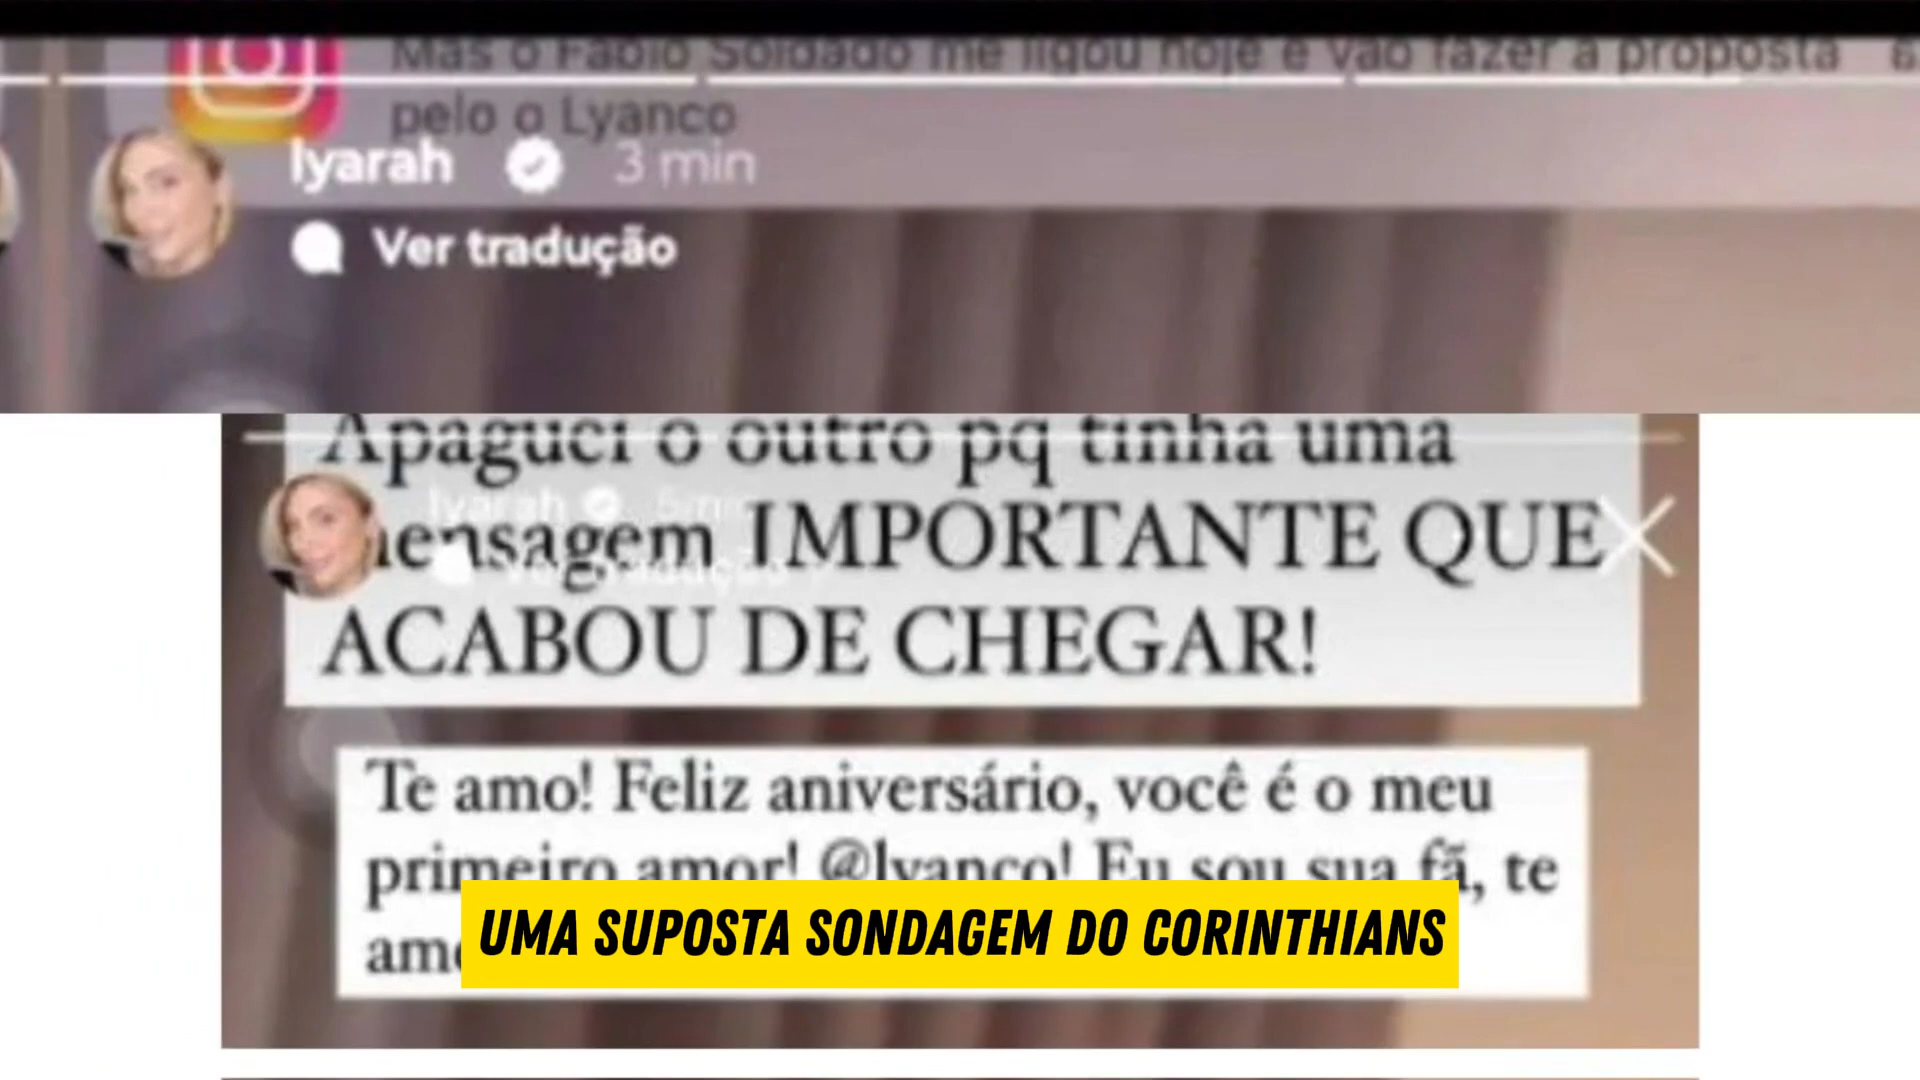 Mas o Fabio Soldado me ligou hoje e vão fazer a proposta
pelo o Lyanco
lyarah 3 min
Ver tradução
Apaguei o outro pq tinha uma
mensagem IMPORTANTE QUE
lyarah
ACABOU DE CHEGAR!
Te amo! Feliz aniversário, você é o meu
primeiro amor! @lyanco! Eu sou sua fã, te
UMA SUPOSTA SONDAGEM DO CORINTHIANS